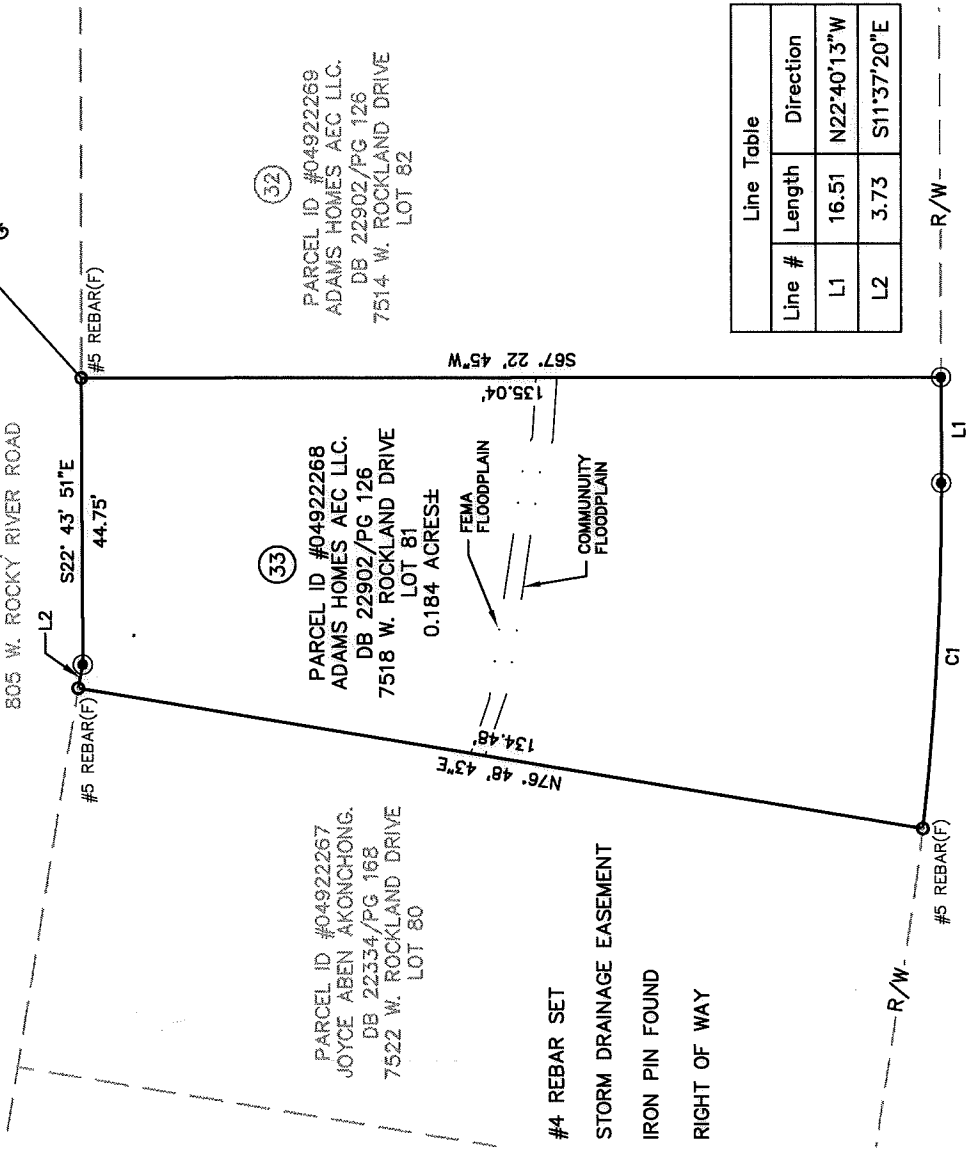 805 W. ROCKY RIVER ROAD
L2
S22° 43' 51"E
44.75'
#5 REBAR(F)
#5 REBAR(F)
33
PARCEL ID #04922268
ADAMS HOMES AEC LLC.
DB 22902/PG 126
7518 W. ROCKLAND DRIVE
LOT 81
0.184 ACRES±
32
PARCEL ID #04922269
ADAMS HOMES AEC LLC.
DB 22902/PG 126
7514 W. ROCKLAND DRIVE
LOT 82
S67° 22' 45"W
135.04'
FEMA
FLOODPLAIN
COMMUNUITY
FLOODPLAIN
134.48'
N76° 48' 43"E
PARCEL ID #04922267
JOYCE ABEN AKONCHONG.
DB 22334/PG 168
7522 W. ROCKLAND DRIVE
LOT 80
#4 REBAR SET
STORM DRAINAGE EASEMENT
IRON PIN FOUND
RIGHT OF WAY
R/W
#5 REBAR(F)
C1
L1
R/W
Line Table
Line # Length Direction
L1 16.51 N22°40'13"W
L2 3.73 S11°37'20"E